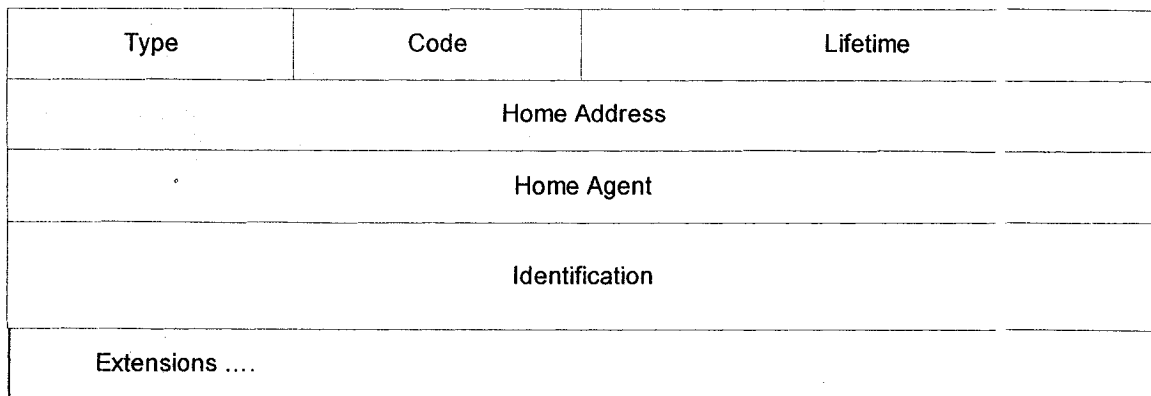 Type Code Lifetime
Home Address
Home Agent
Identification
Extensions ....